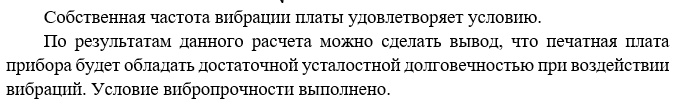 Собственная частота вибрации платы удовлетворяет условию.
По результатам данного расчета можно сделать вывод, что печатная плата
прибора будет обладать достаточной усталостной долговечностью при воздействии
вибраций. Условие вибропрочности выполнено.